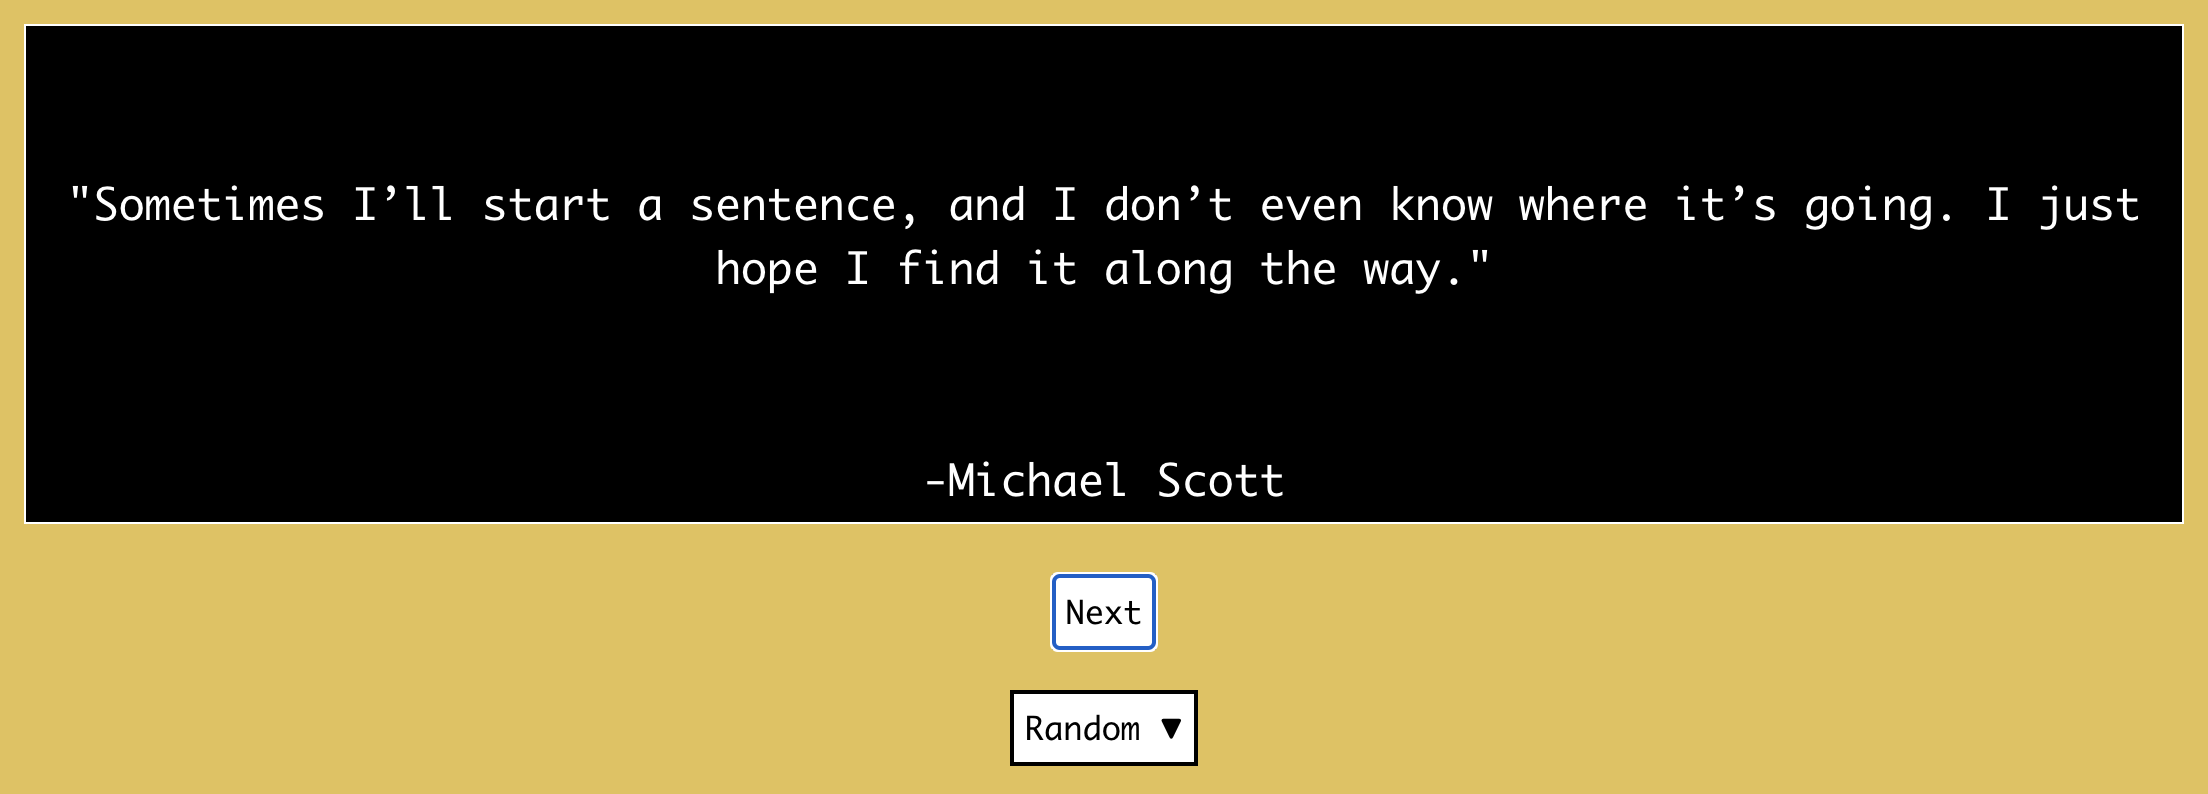 "Sometimes I’ll start a sentence, and I don’t even know where it’s going. I just
hope I find it along the way."
-Michael Scott
Next
Random ▼